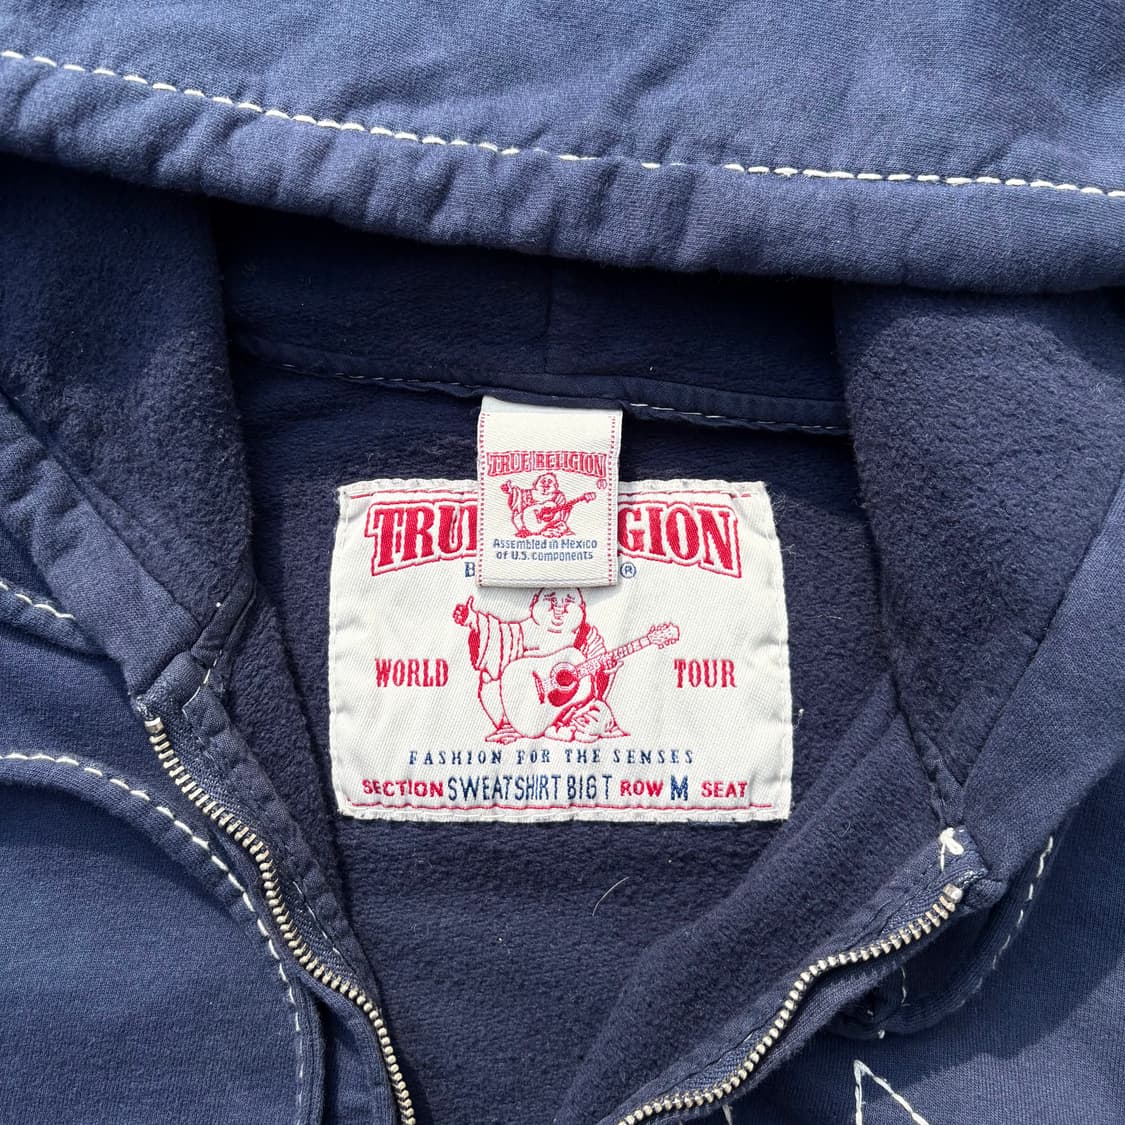 TRUE RELIGION
®
Assembled in Mexico
of U.S. components
TRU GION
B ®
WORLD TOUR
FASHION FOR THE SENSES
SECTION SWEATSHIRT BIG T ROW M SEAT